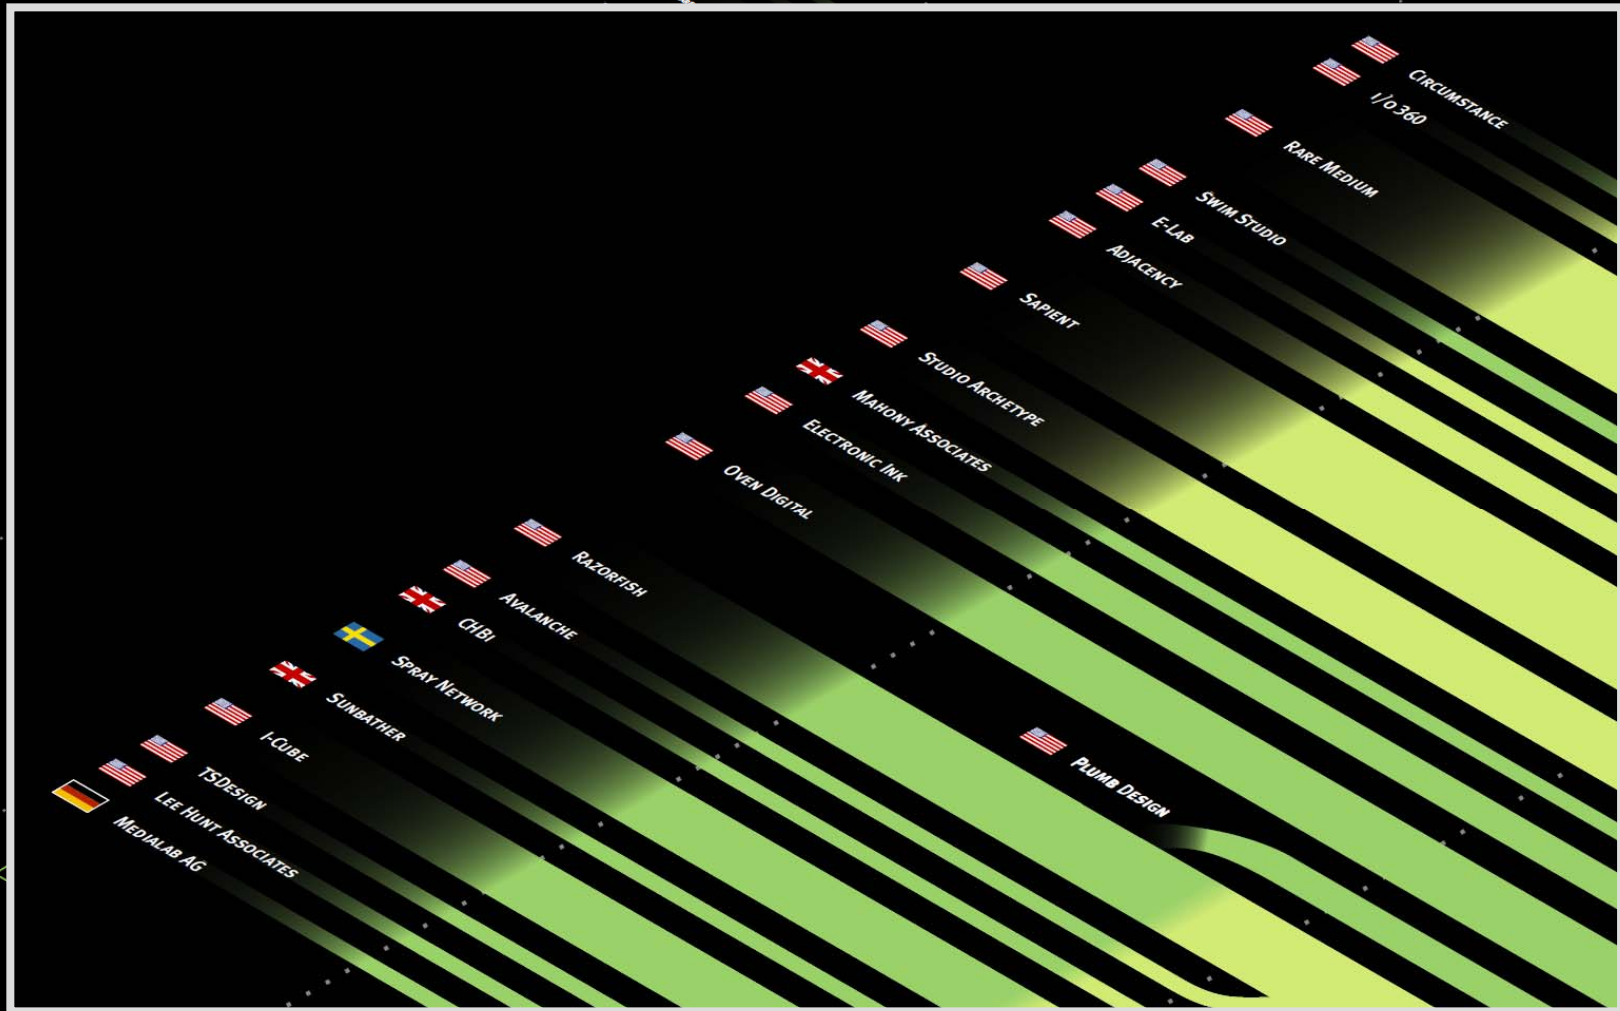 Circumstance
I/O 360
Rare Medium
Swim Studio
E-Lab
Adjacency
Sapient
Studio Archetype
Mahony Associates
Electronic Ink
Oven Digital
Razorfish
Avalanche
CHBi
Spray Network
Sunbather
I-Cube
TSDesign
Lee Hunt Associates
Medialab AG
Plumb Design